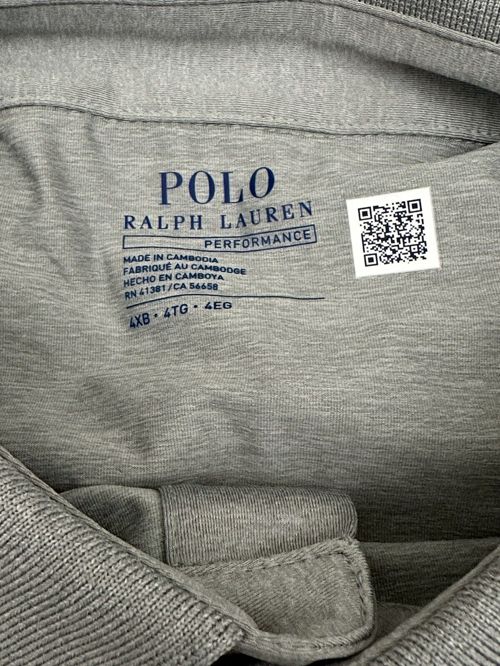 POLO
RALPH LAUREN
PERFORMANCE
MADE IN CAMBODIA
FABRIQUÉ AU CAMBODGE
HECHO EN CAMBOYA
RN 41381/CA 56658
4XB • 4TG • 4EG